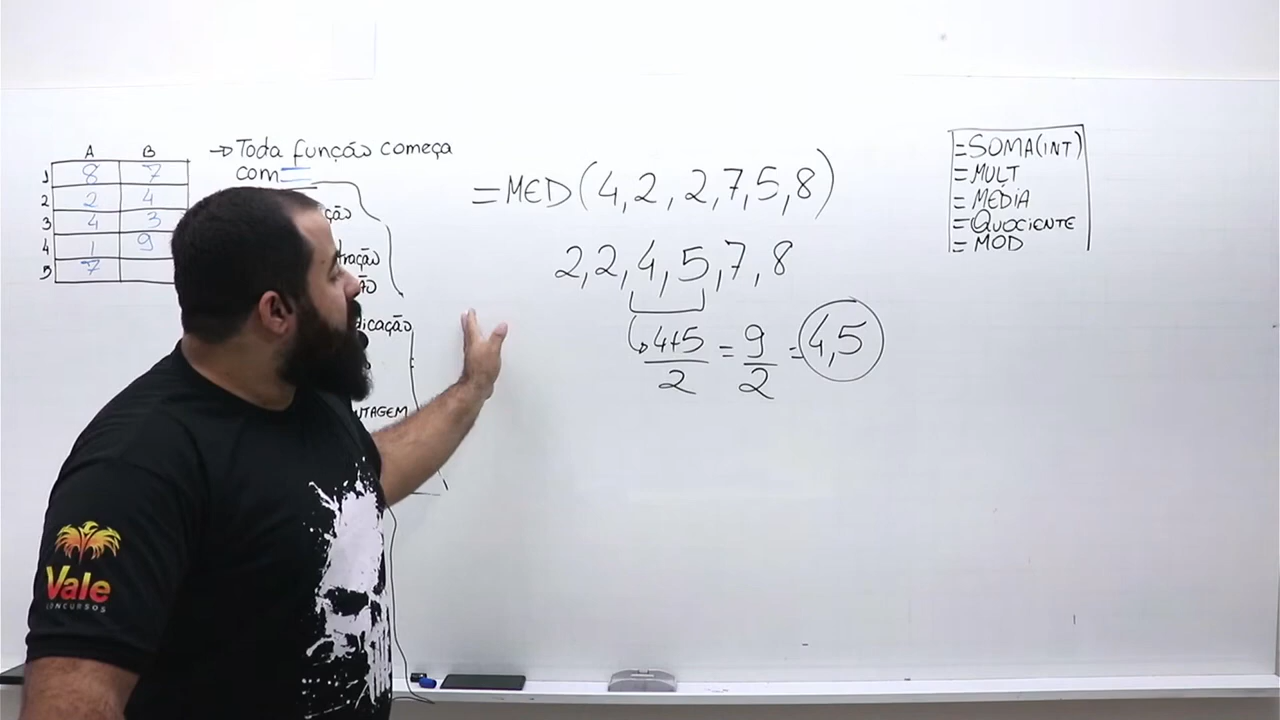 A B
1 8 7
2 2 4
3 4 3
4 1 9
5 7
→ Toda função começa
com =
=MED(4,2,2,7,5,8)
2,2,4,5,7,8
4+5/2 = 9/2 = 4,5
=SOMA(INT)
=MULT
=MÉDIA
=QUOCIENTE
=MOD
Vale
CONCURSOS